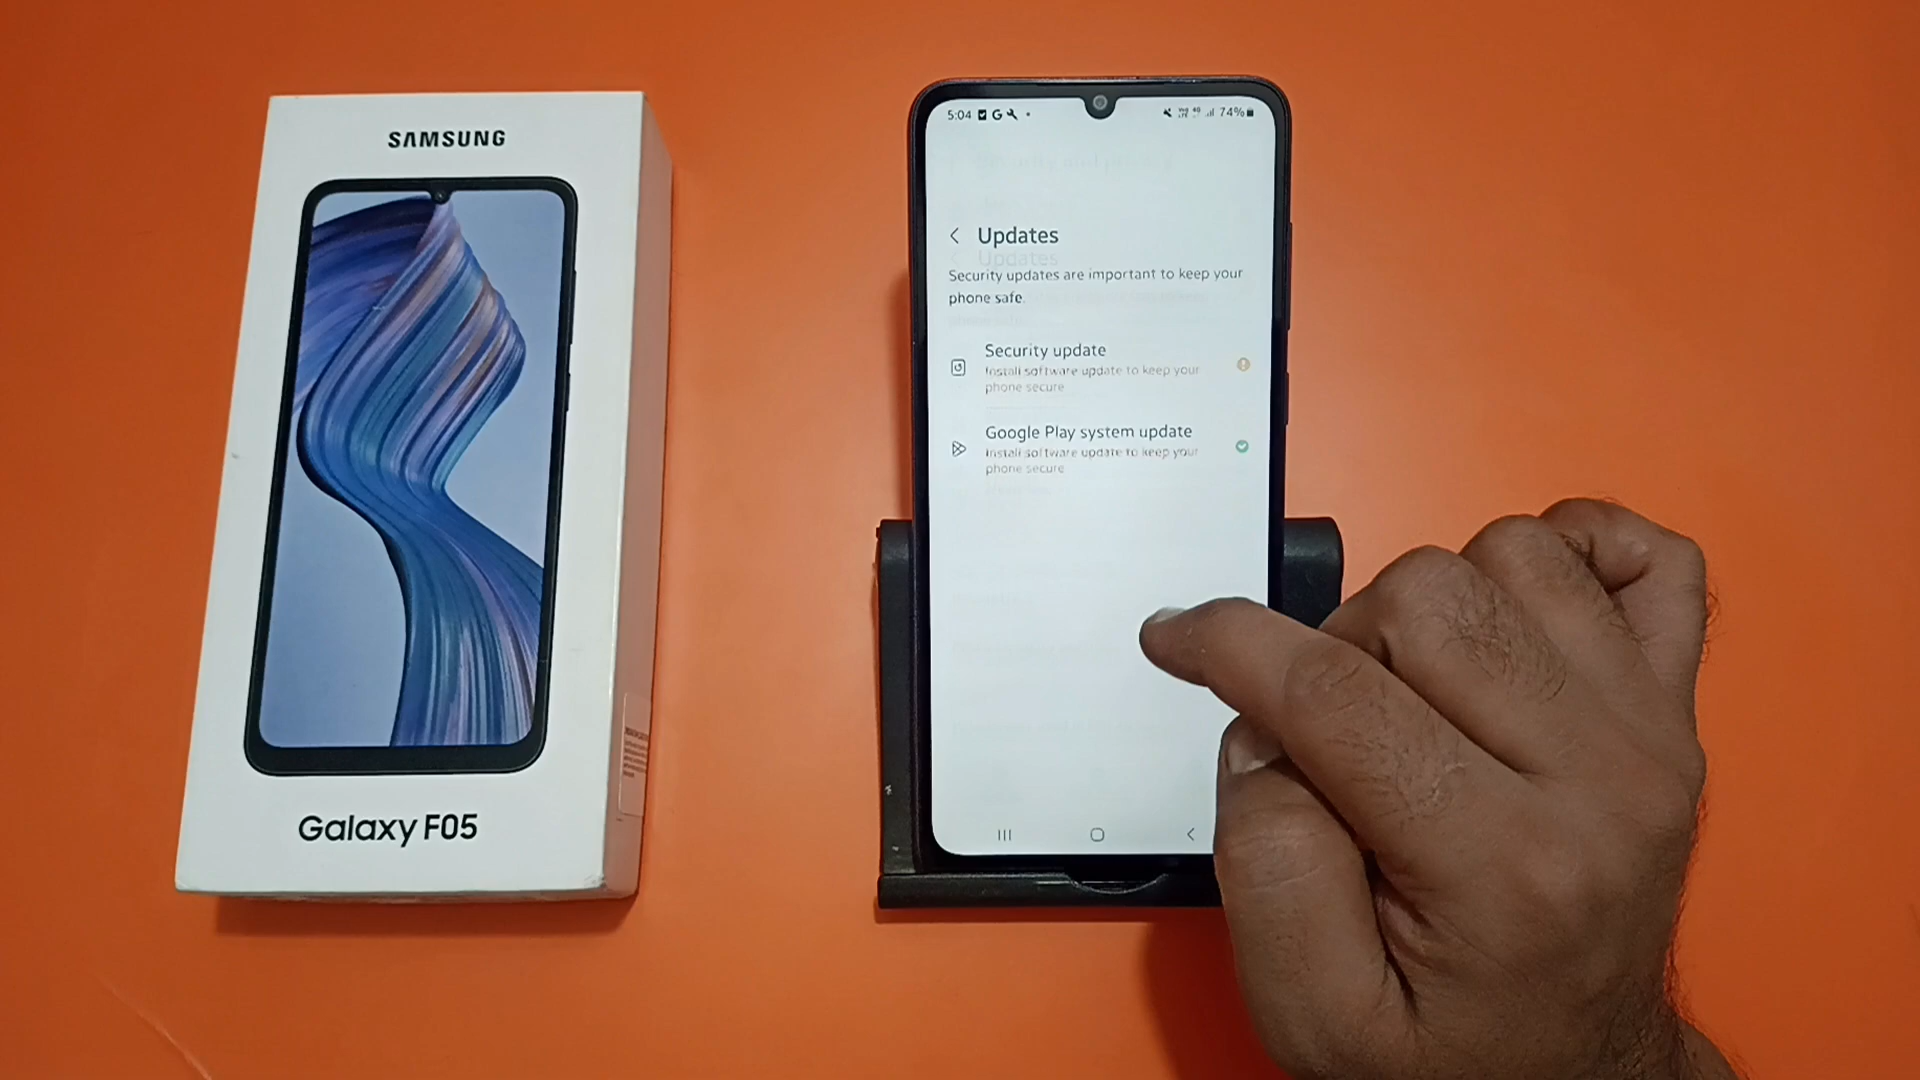 SAMSUNG
Galaxy F05
5:04
74%
Updates
Security updates are important to keep your
phone safe.
Security update
Install software update to keep your
phone secure
Google Play system update
Install software update to keep your
phone secure